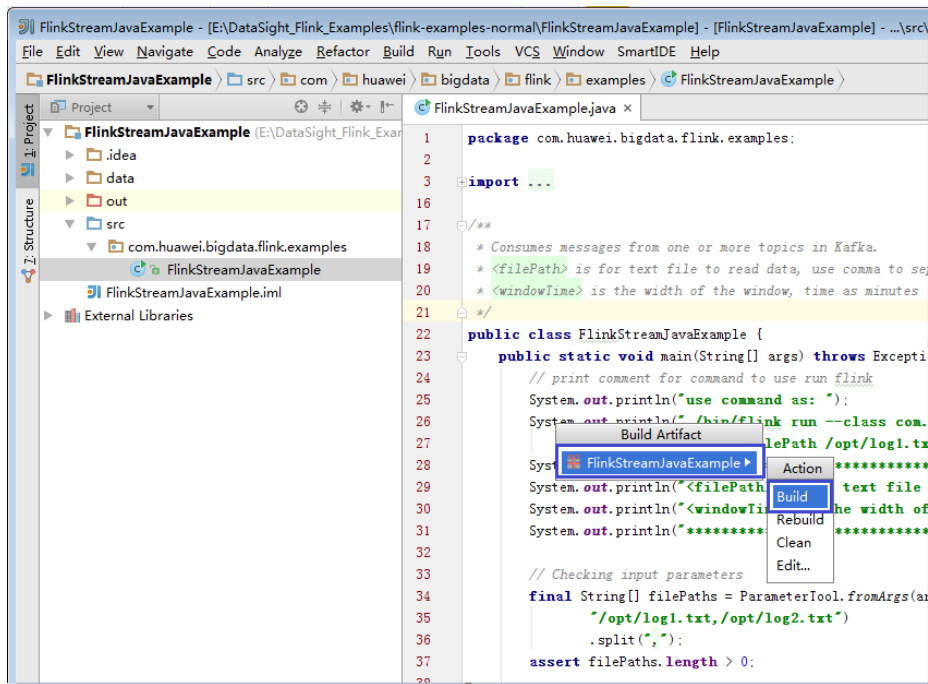 FlinkStreamJavaExample - [E:\DataSight_Flink_Examples\flink-examples-normal\FlinkStreamJavaExample] - [FlinkStreamJavaExample] - ...\src\
File Edit View Navigate Code Analyze Refactor Build Run Tools VCS Window SmartIDE Help
FlinkStreamJavaExample src com huawei bigdata flink examples FlinkStreamJavaExample
1: Project
7: Structure
Project
FlinkStreamJavaExample (E:\DataSight_Flink_Exar
.idea
data
out
src
com.huawei.bigdata.flink.examples
FlinkStreamJavaExample
FlinkStreamJavaExample.iml
External Libraries
FlinkStreamJavaExample.java ×
1 package com.huawei.bigdata.flink.examples;
2
3 import ...
16
17 /**
18 * Consumes messages from one or more topics in Kafka.
19 * <filePath> is for text file to read data, use comma to sep
20 * <windowTime> is the width of the window, time as minutes
21 */
22 public class FlinkStreamJavaExample {
23 public static void main(String[] args) throws Excepti
24 // print comment for command to use run flink
25 System.out.println("use command as: ");
26 System.out.println("./bin/flink run --class com.
27 lePath /opt/log1.tx
28 Syst ************
29 System.out.println("<filePath text file
30 System.out.println("<windowTi he width of
31 System.out.println("*************************
32
33 // Checking input parameters
34 final String[] filePaths = ParameterTool.fromArgs(ar
35 "/opt/log1.txt,/opt/log2.txt")
36 .split(",");
37 assert filePaths.length > 0;
38
Build Artifact
FlinkStreamJavaExample
Action
Build
Rebuild
Clean
Edit...